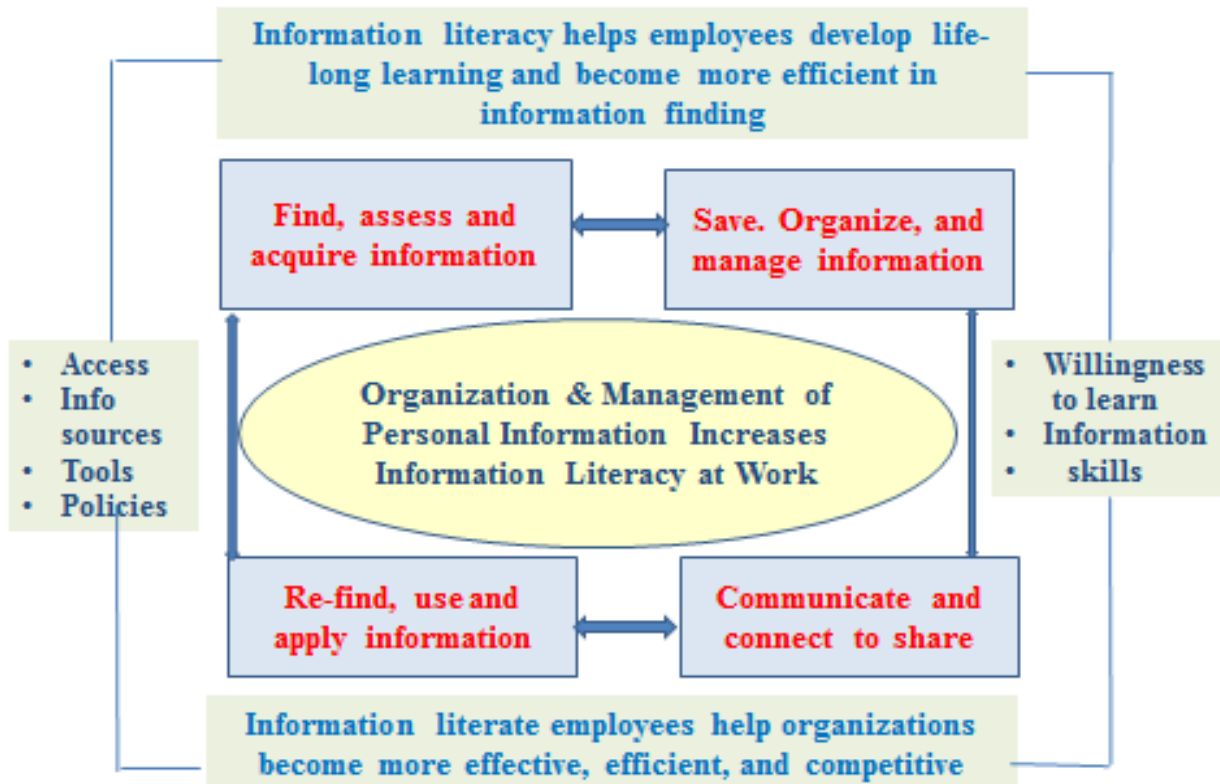 Information literacy helps employees develop life-
long learning and become more efficient in
information finding
Find, assess and
acquire information
Save. Organize, and
manage information
• Access
• Info
sources
• Tools
• Policies
Organization & Management of
Personal Information Increases
Information Literacy at Work
• Willingness
to learn
• Information
• skills
Re-find, use and
apply information
Communicate and
connect to share
Information literate employees help organizations
become more effective, efficient, and competitive